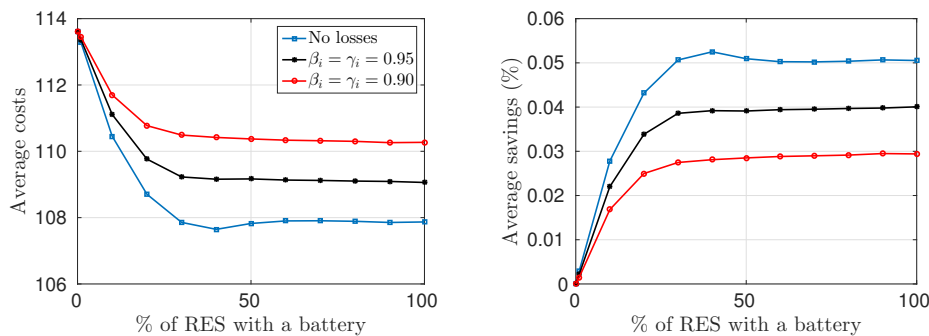 114
112
110
108
106
Average costs
No losses
βᵢ = γᵢ = 0.95
βᵢ = γᵢ = 0.90
0
50
100
% of RES with a battery
0.06
0.05
0.04
0.03
0.02
0.01
0
Average savings (%)
0
50
100
% of RES with a battery